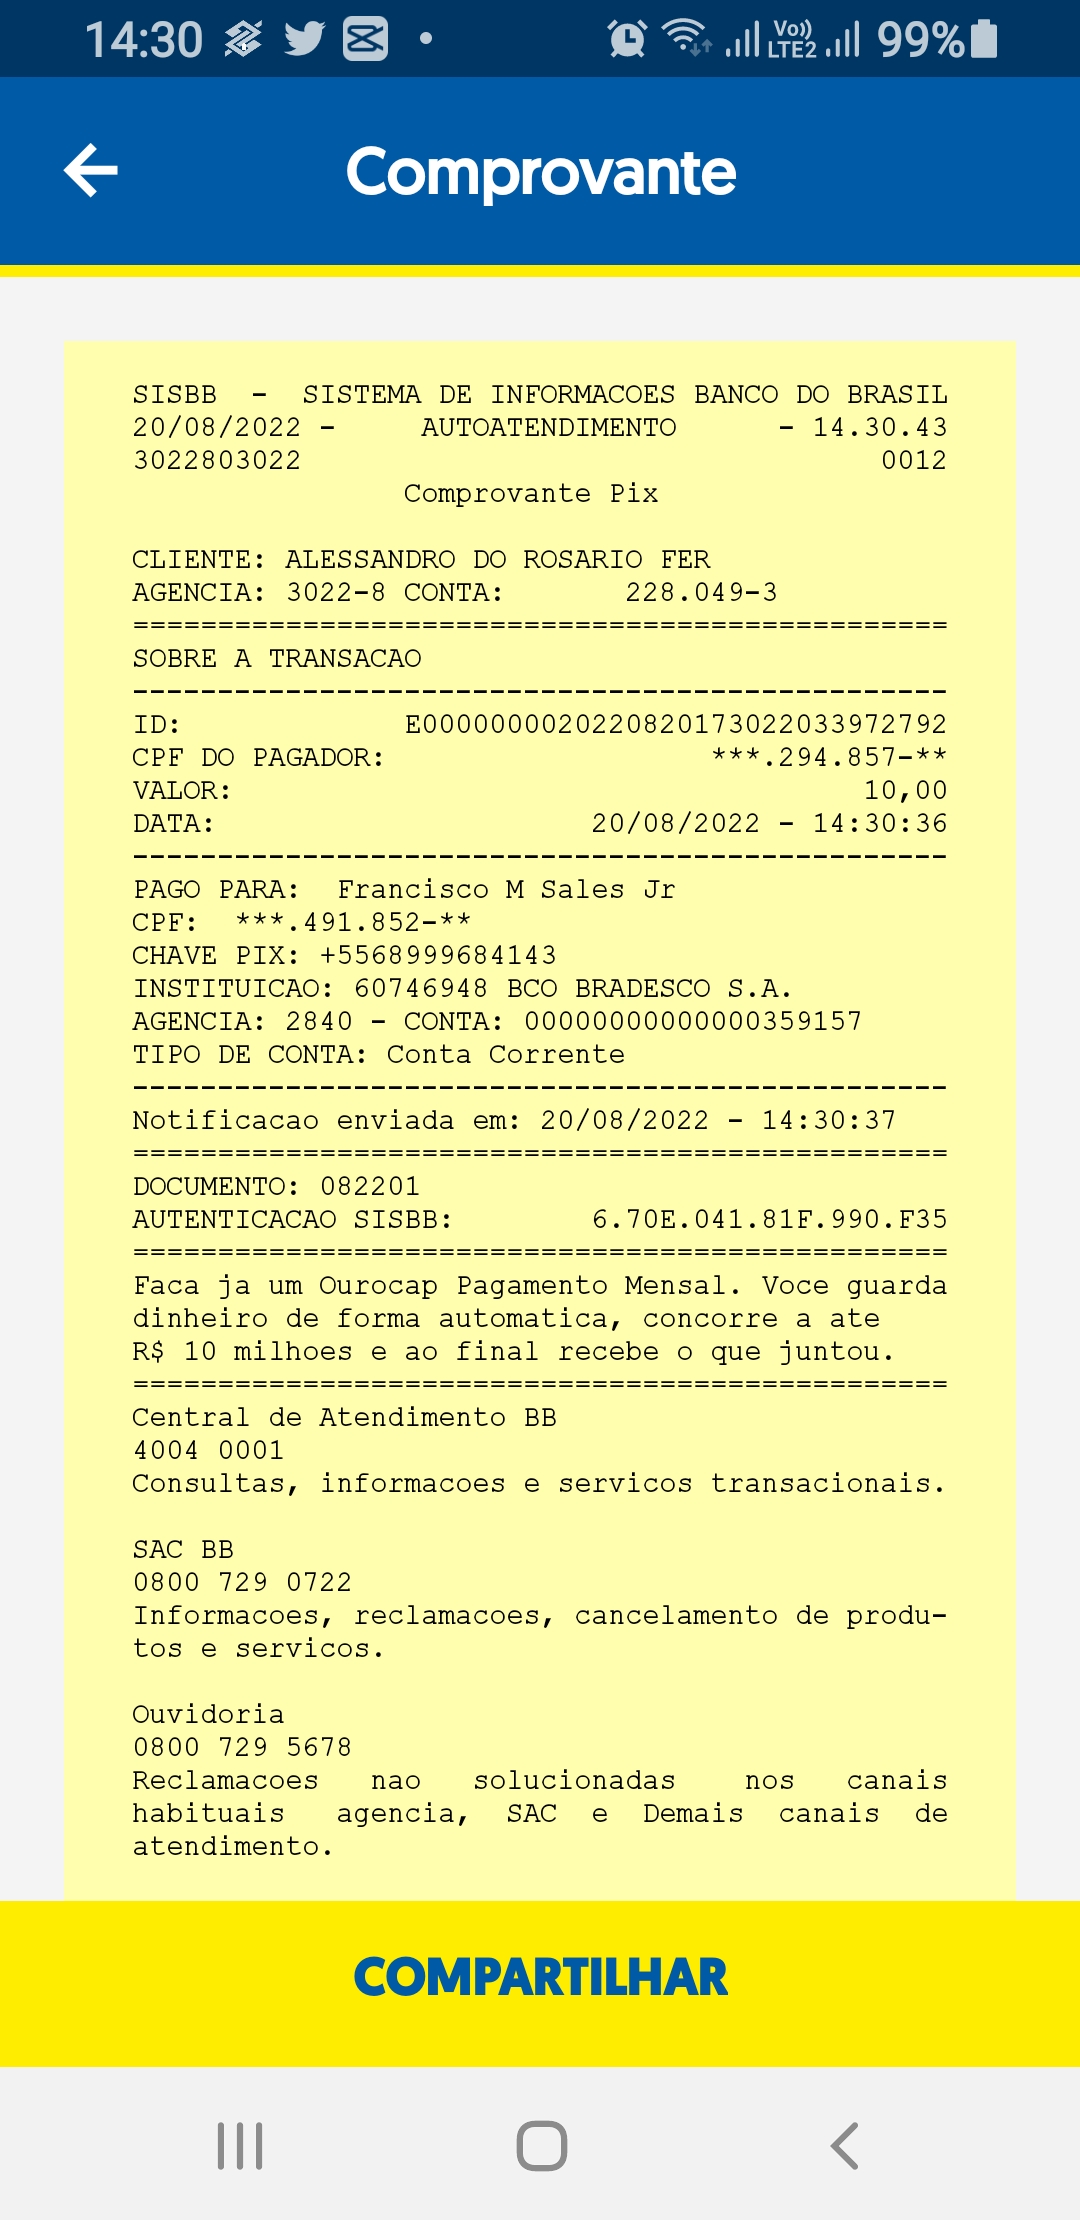 14:30 Vo)) LTE2 99%
Comprovante
SISBB - SISTEMA DE INFORMACOES BANCO DO BRASIL
20/08/2022 - AUTOATENDIMENTO - 14.30.43
3022803022 0012
Comprovante Pix
CLIENTE: ALESSANDRO DO ROSARIO FER
AGENCIA: 3022-8 CONTA: 228.049-3
================================================
SOBRE A TRANSACAO
------------------------------------------------
ID: E0000000020220820173022033972792
CPF DO PAGADOR: ***.294.857-**
VALOR: 10,00
DATA: 20/08/2022 - 14:30:36
------------------------------------------------
PAGO PARA: Francisco M Sales Jr
CPF: ***.491.852-**
CHAVE PIX: +5568999684143
INSTITUICAO: 60746948 BCO BRADESCO S.A.
AGENCIA: 2840 - CONTA: 00000000000000359157
TIPO DE CONTA: Conta Corrente
------------------------------------------------
Notificacao enviada em: 20/08/2022 - 14:30:37
================================================
DOCUMENTO: 082201
AUTENTICACAO SISBB: 6.70E.041.81F.990.F35
================================================
Faca ja um Ourocap Pagamento Mensal. Voce guarda
dinheiro de forma automatica, concorre a ate
R$ 10 milhoes e ao final recebe o que juntou.
================================================
Central de Atendimento BB
4004 0001
Consultas, informacoes e servicos transacionais.
SAC BB
0800 729 0722
Informacoes, reclamacoes, cancelamento de produ-
tos e servicos.
Ouvidoria
0800 729 5678
Reclamacoes nao solucionadas nos canais
habituais agencia, SAC e Demais canais de
atendimento.
COMPARTILHAR